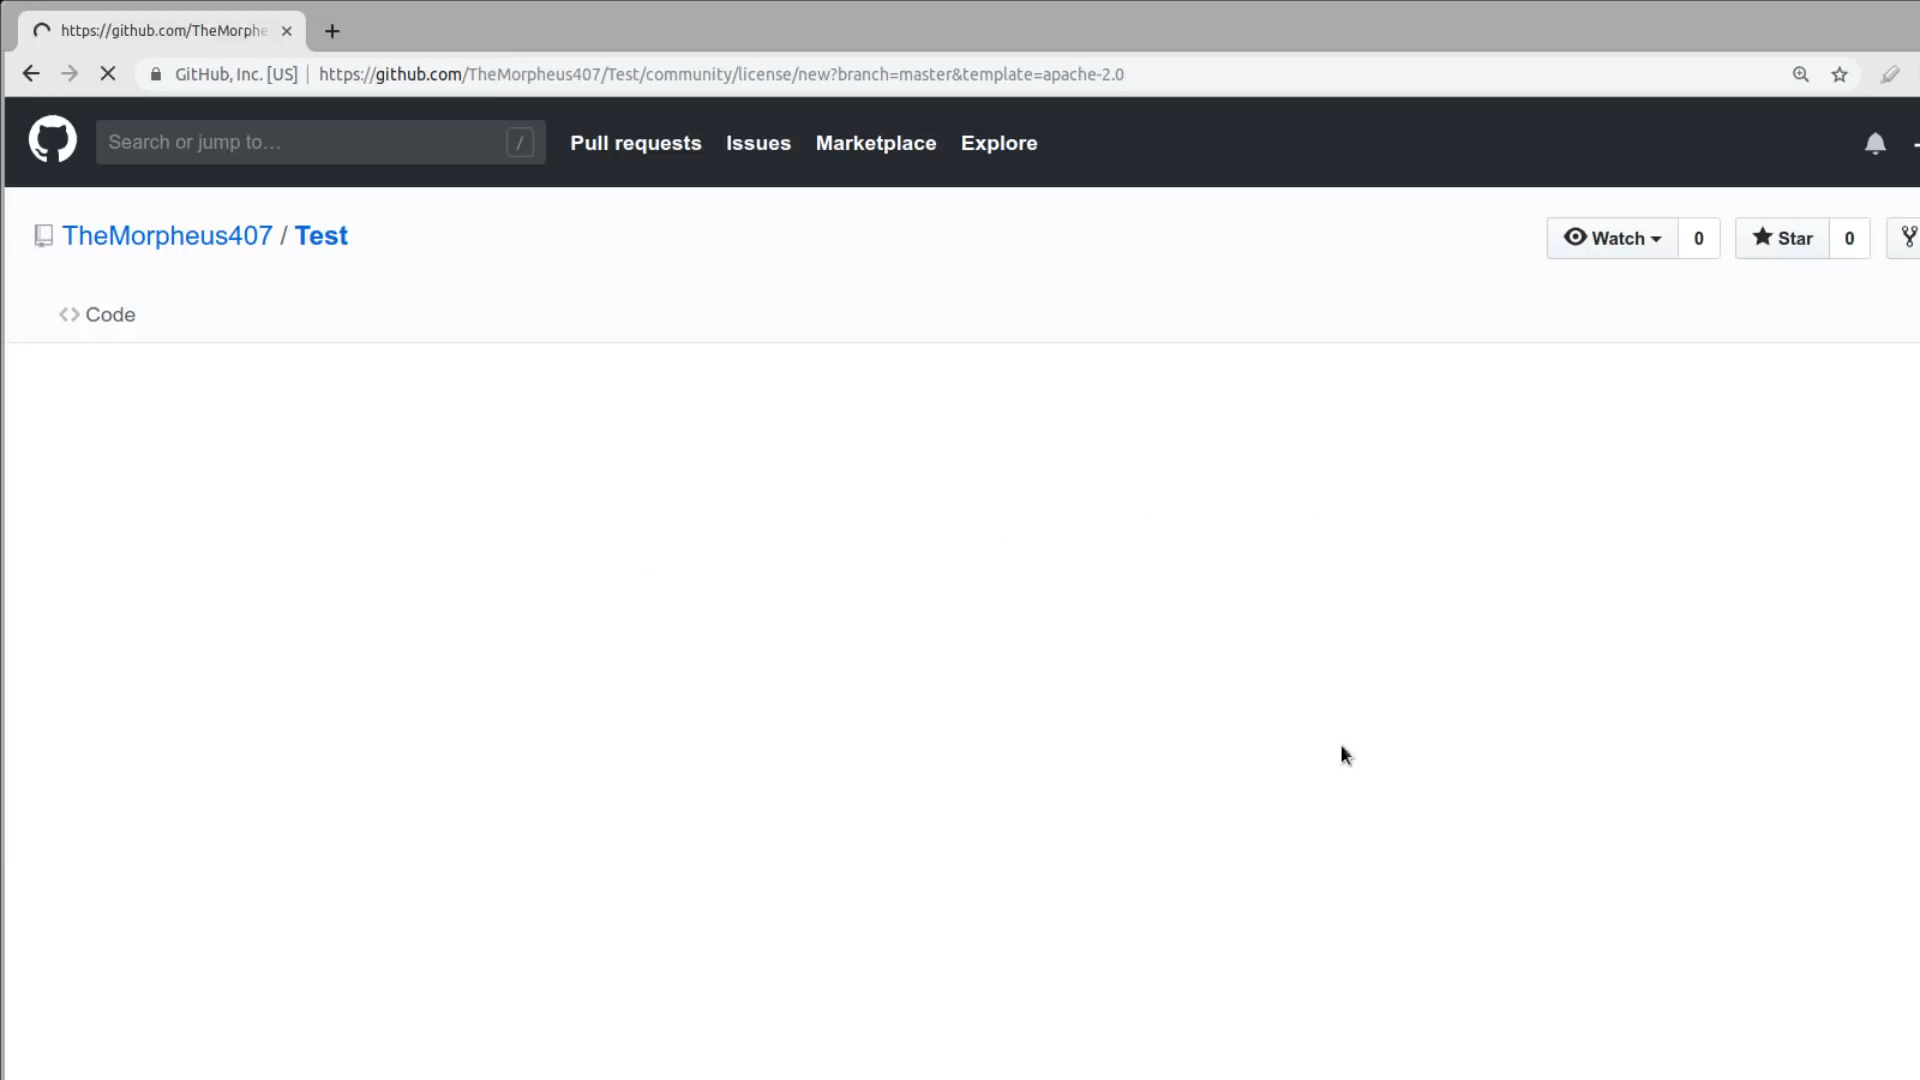 https://github.com/TheMorphe
GitHub, Inc. [US] | https://github.com/TheMorpheus407/Test/community/license/new?branch=master&template=apache-2.0
Search or jump to… / Pull requests Issues Marketplace Explore
TheMorpheus407 / Test Watch 0 Star 0
<> Code